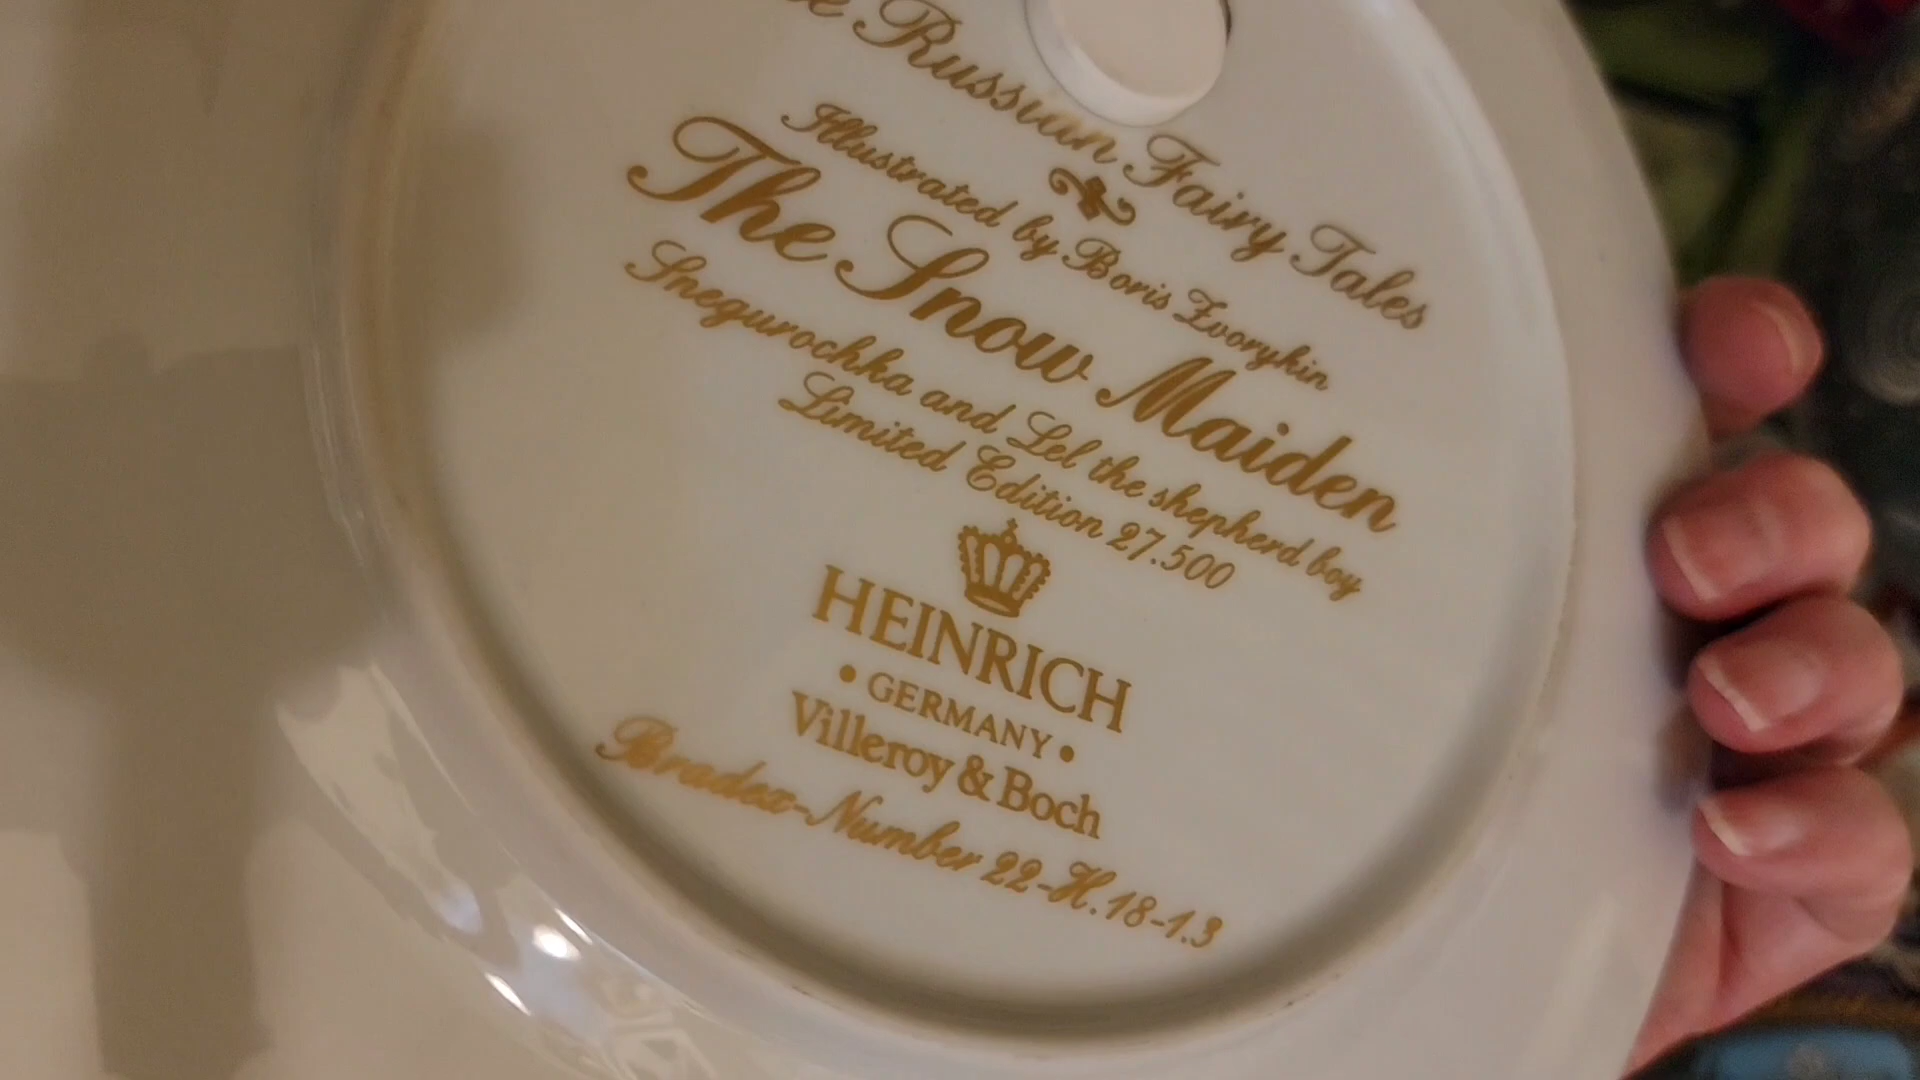 Russian Fairy Tales
Illustrated by Boris Zvorykin
The Snow Maiden
Snegurochka and Lel the shepherd boy
Limited Edition 27.500
HEINRICH
• GERMANY •
Villeroy & Boch
Bradex-Number 22-H.18-1.3